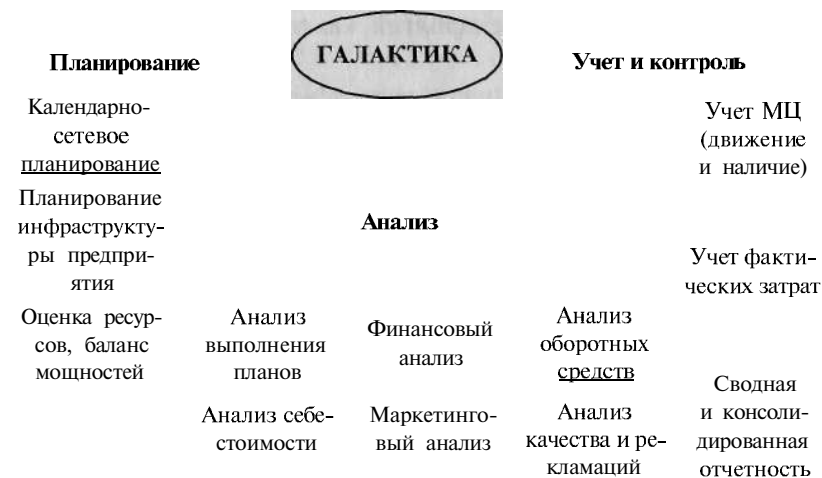 ГАЛАКТИКА
Планирование
Учет и контроль
Календарно-
сетевое
планирование
Планирование
инфраструкту-
ры предпри-
ятия
Оценка ресур-
сов, баланс
мощностей
Анализ
Анализ
выполнения
планов
Финансовый
анализ
Анализ
оборотных
средств
Анализ себе-
стоимости
Маркетинго-
вый анализ
Анализ
качества и ре-
кламаций
Учет МЦ
(движение
и наличие)
Учет факти-
ческих затрат
Сводная
и консоли-
дированная
отчетность